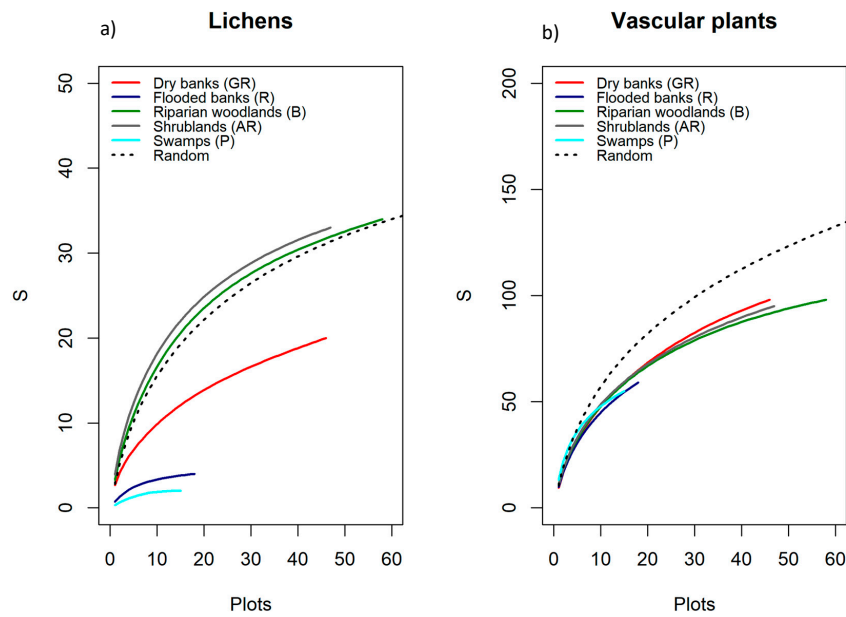 a)
Lichens
50
40
30
20
10
0
S
Dry banks (GR)
Flooded banks (R)
Riparian woodlands (B)
Shrublands (AR)
Swamps (P)
Random
0 10 20 30 40 50 60
Plots
b)
Vascular plants
200
150
100
50
0
S
Dry banks (GR)
Flooded banks (R)
Riparian woodlands (B)
Shrublands (AR)
Swamps (P)
Random
0 10 20 30 40 50 60
Plots